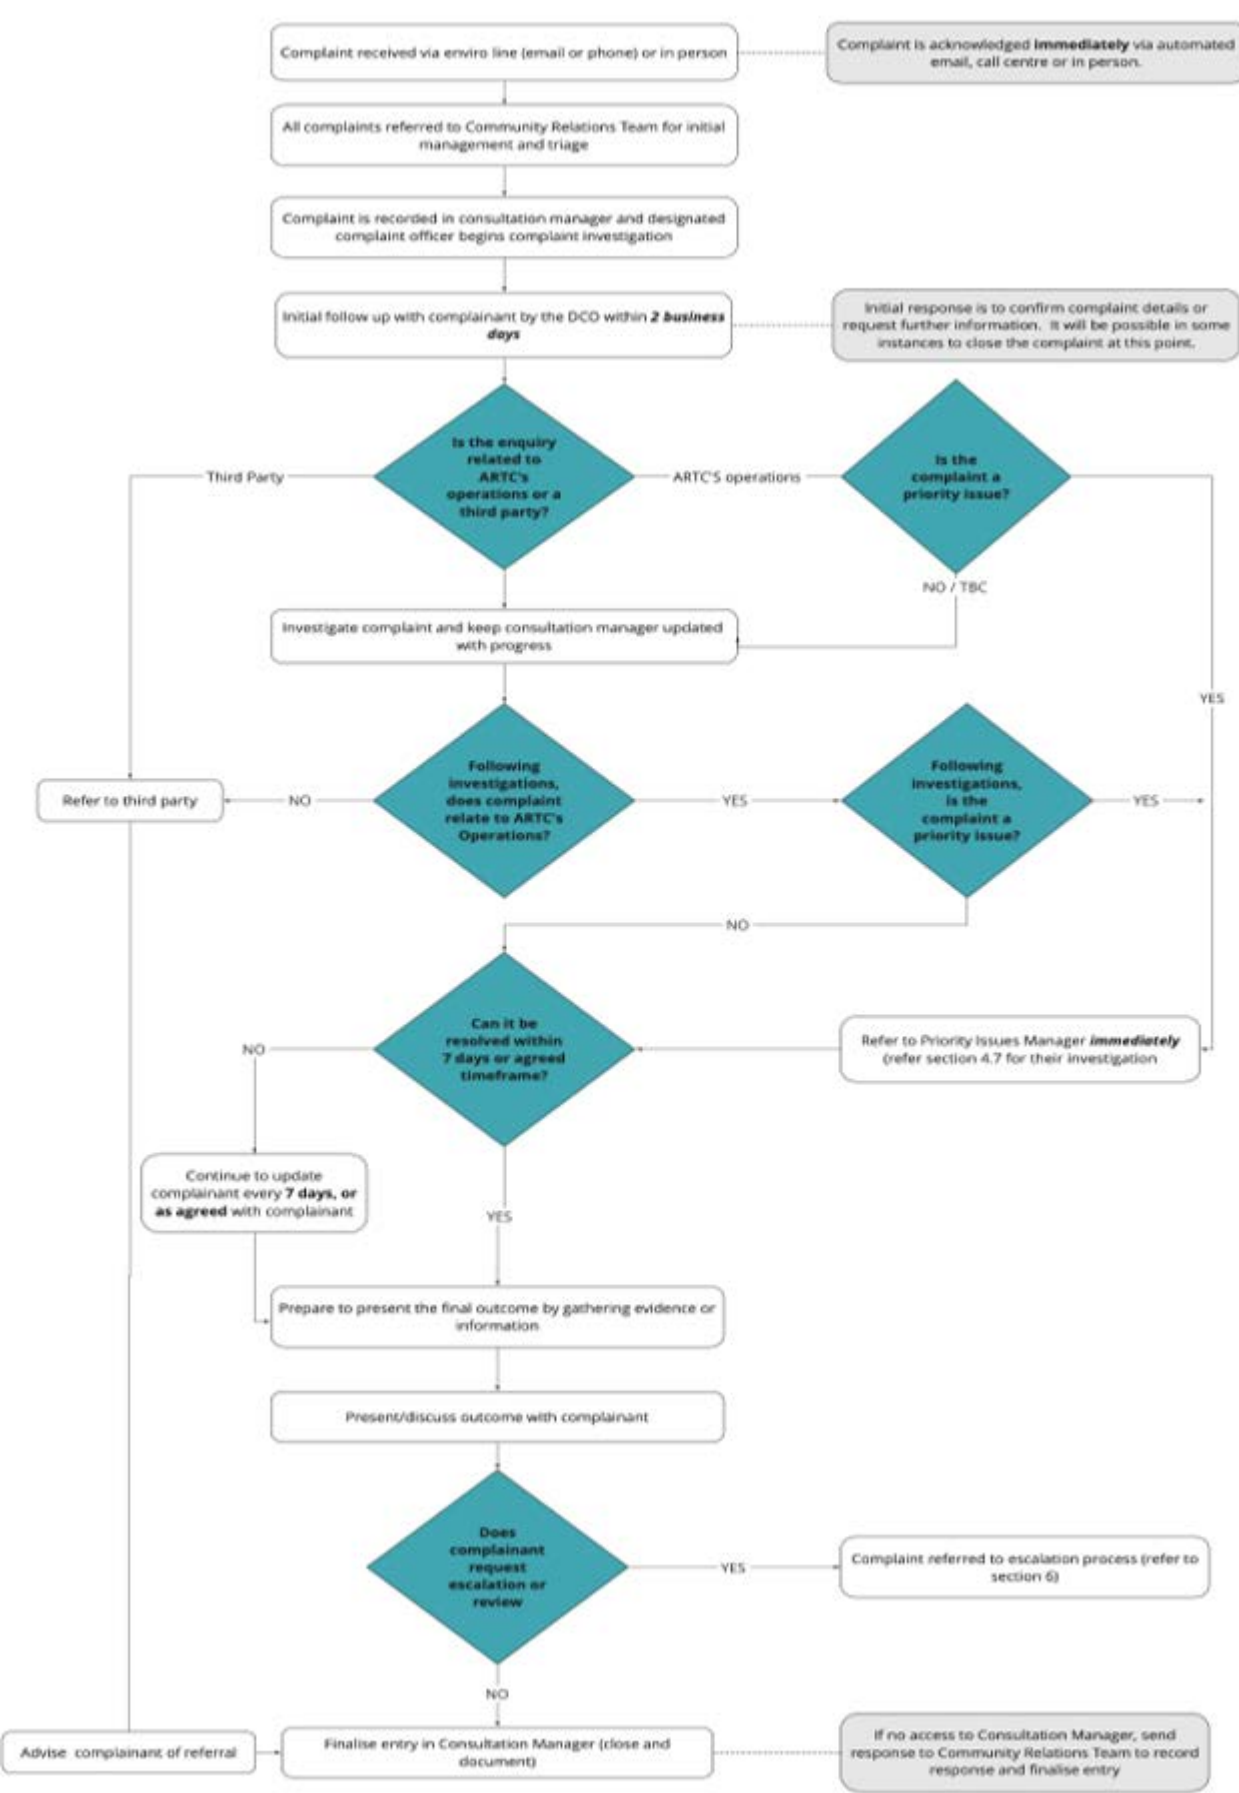 Complaint received via enviro line (email or phone) or in person
Complaint is acknowledged immediately via automated
email, call centre or in person.
All complaints referred to Community Relations Team for initial
management and triage
Complaint is recorded in consultation manager and designated
complaint officer begins complaint investigation
Initial follow up with complainant by the DCO within 2 business
days
Initial response is to confirm complaint details or
request further information. It will be possible in some
instances to close the complaint at this point.
Is the enquiry
related to
ARTC's
operations or a
third party?
Third Party
ARTC'S operations
Is the
complaint a
priority issue?
NO / TBC
YES
Investigate complaint and keep consultation manager updated
with progress
Following
investigations,
does complaint
relate to ARTC's
Operations?
NO
Refer to third party
YES
Following
investigations,
is the
complaint a
priority issue?
YES
NO
Can it be
resolved within
7 days or agreed
timeframe?
Refer to Priority Issues Manager immediately
(refer section 4.7 for their investigation
NO
Continue to update
complainant every 7 days, or
as agreed with complainant
YES
Prepare to present the final outcome by gathering evidence or
information
Present/discuss outcome with complainant
Does
complainant
request
escalation or
review
YES
Complaint referred to escalation process (refer to
section 6)
NO
Advise complainant of referral
Finalise entry in Consultation Manager (close and
document)
If no access to Consultation Manager, send
response to Community Relations Team to record
response and finalise entry